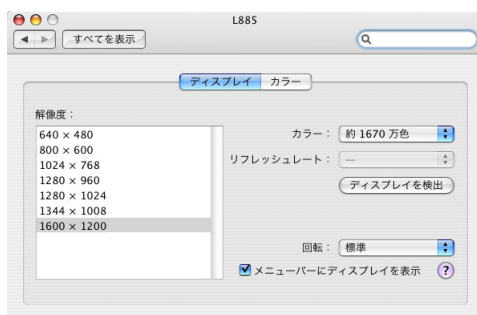 L885
すべてを表示
ディスプレイ カラー
解像度：
640 × 480
800 × 600
1024 × 768
1280 × 960
1280 × 1024
1344 × 1008
1600 × 1200
カラー： 約 1670 万色
リフレッシュレート： —
ディスプレイを検出
回転： 標準
メニューバーにディスプレイを表示 ?